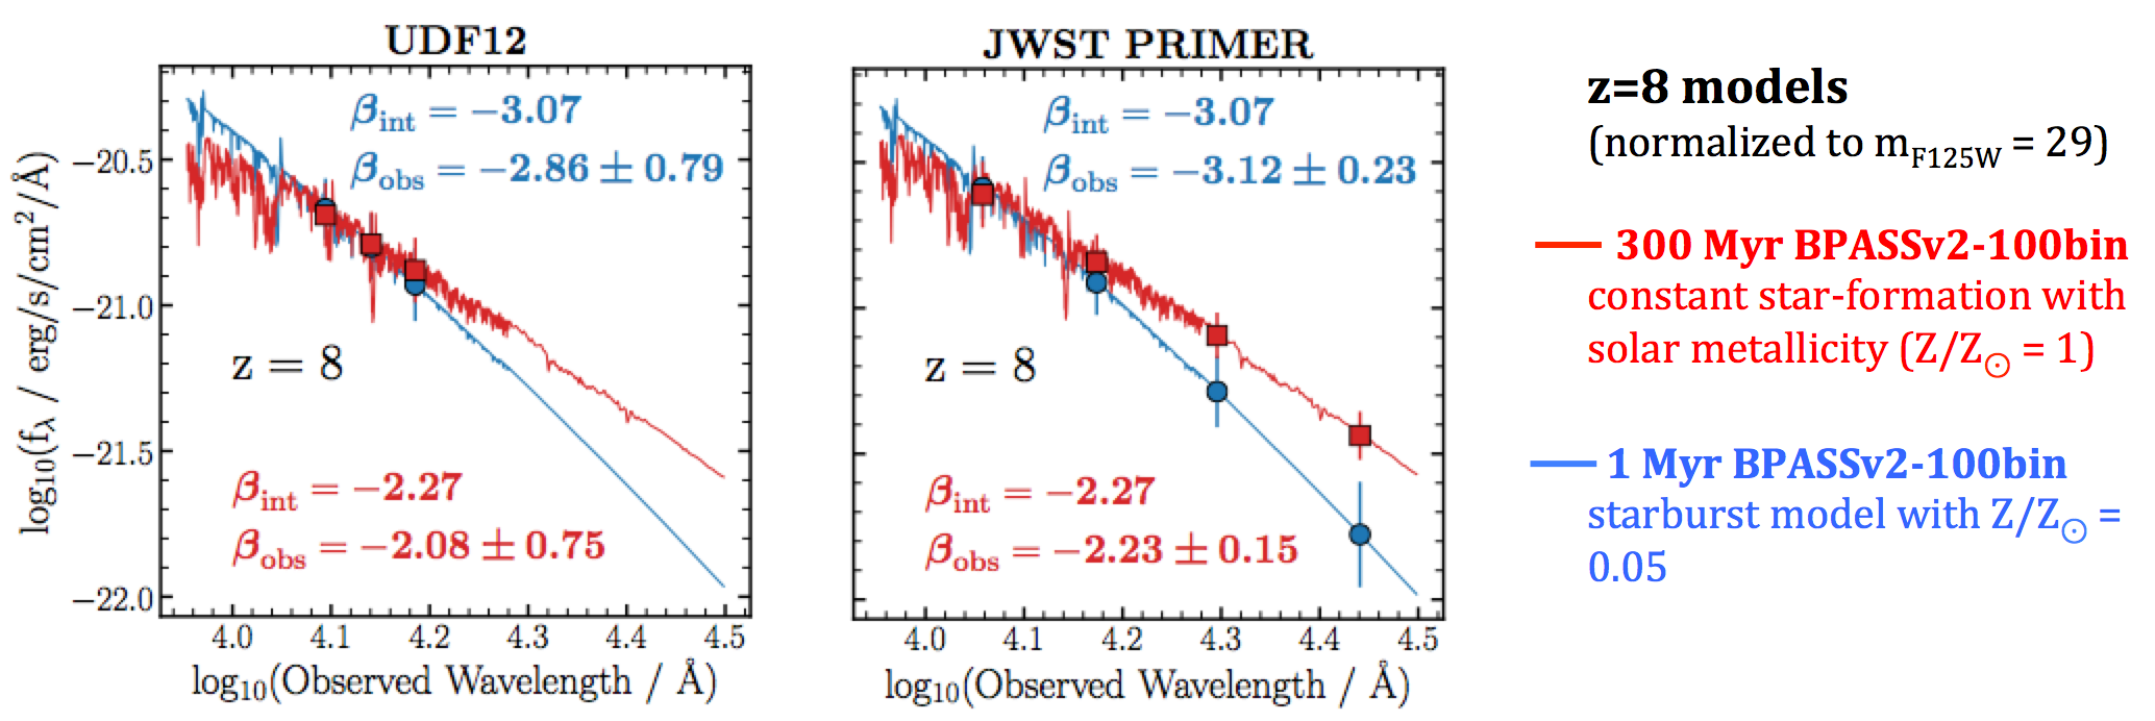 UDF12
β_int = −3.07
β_obs = −2.86 ± 0.79
z = 8
β_int = −2.27
β_obs = −2.08 ± 0.75
−20.5
−21.0
−21.5
−22.0
4.0 4.1 4.2 4.3 4.4 4.5
log₁₀(f_λ / erg/s/cm²/Å)
log₁₀(Observed Wavelength / Å)
JWST PRIMER
β_int = −3.07
β_obs = −3.12 ± 0.23
z = 8
β_int = −2.27
β_obs = −2.23 ± 0.15
4.0 4.1 4.2 4.3 4.4 4.5
log₁₀(Observed Wavelength / Å)
z=8 models
(normalized to m_F125W = 29)
300 Myr BPASSv2-100bin
constant star-formation with
solar metallicity (Z/Z☉ = 1)
1 Myr BPASSv2-100bin
starburst model with Z/Z☉ =
0.05